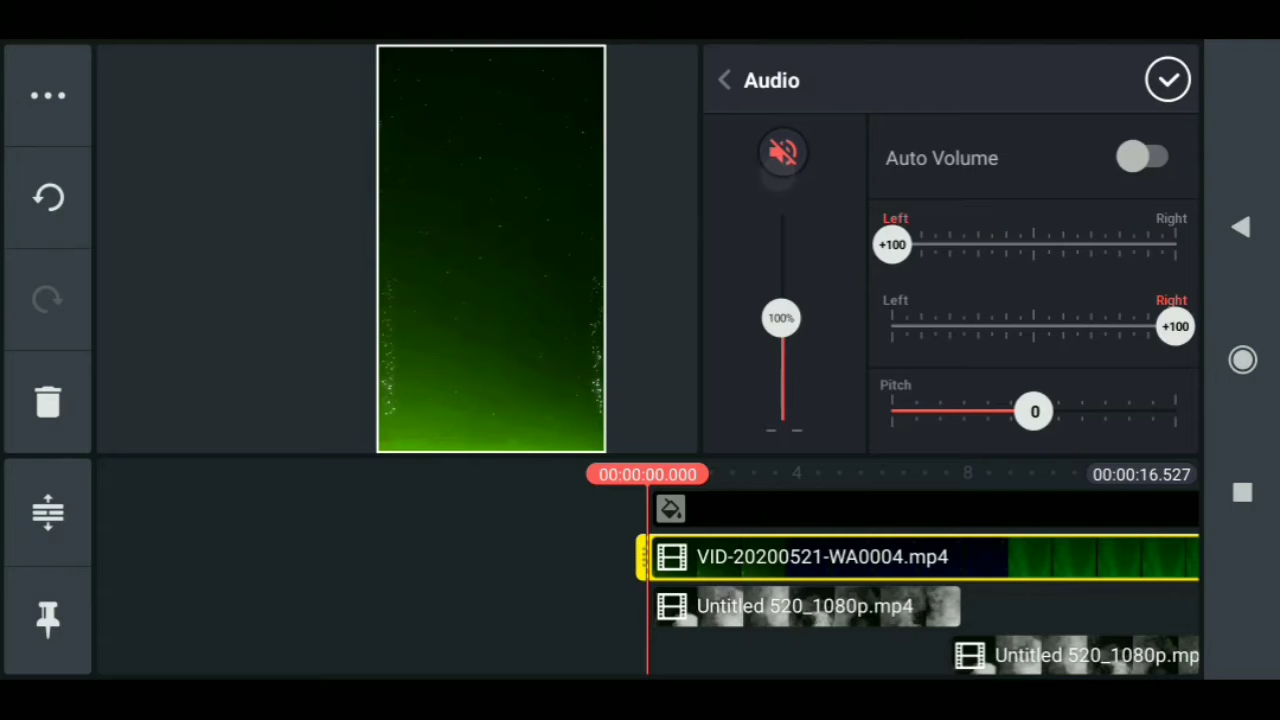 Audio
Auto Volume
Left
Right
+100
Left
Right
+100
100%
Pitch
0
00:00:00.000
4
8
00:00:16.527
VID-20200521-WA0004.mp4
Untitled 520_1080p.mp4
Untitled 520_1080p.mp